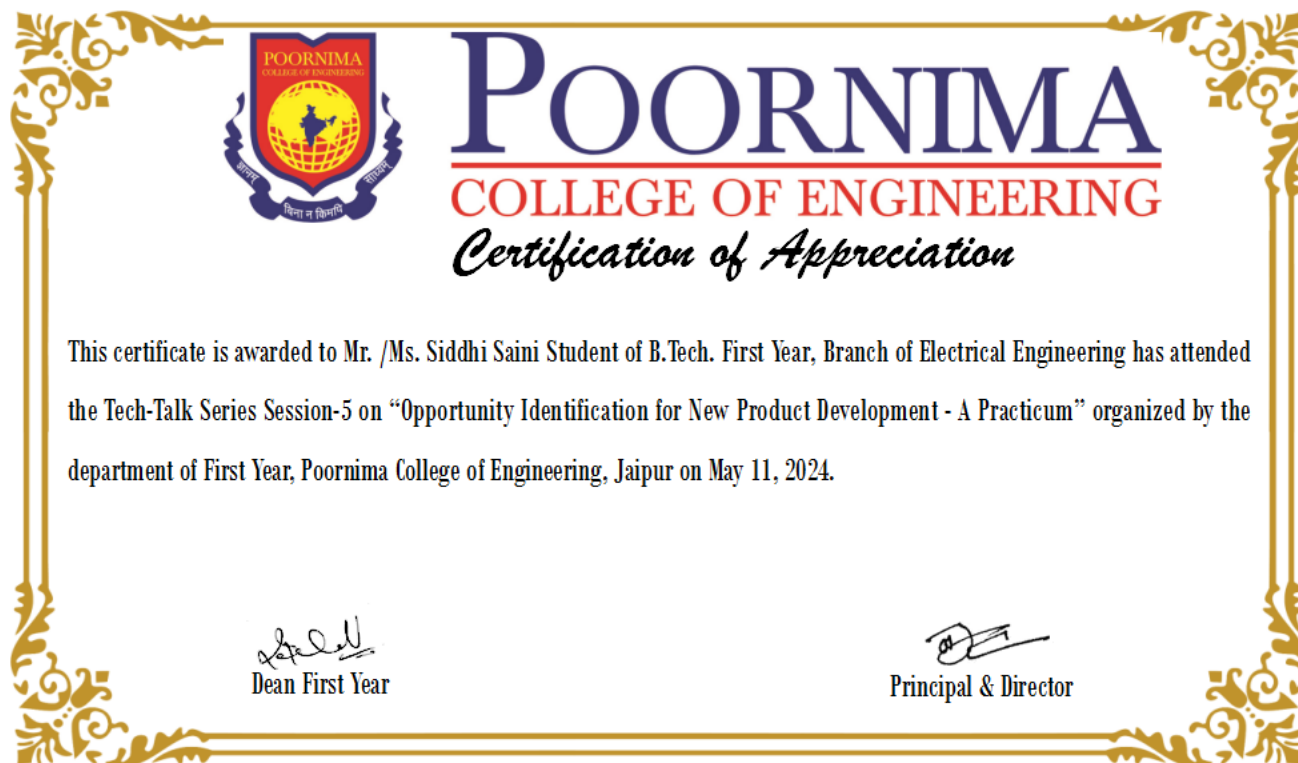 POORNIMA
COLLEGE OF ENGINEERING
ज्ञानम्
विना न किमपि
साध्यम्
POORNIMA
COLLEGE OF ENGINEERING
Certification of Appreciation
This certificate is awarded to Mr. /Ms. Siddhi Saini Student of B.Tech. First Year, Branch of Electrical Engineering has attended
the Tech-Talk Series Session-5 on “Opportunity Identification for New Product Development - A Practicum” organized by the
department of First Year, Poornima College of Engineering, Jaipur on May 11, 2024.
Dean First Year
Principal & Director